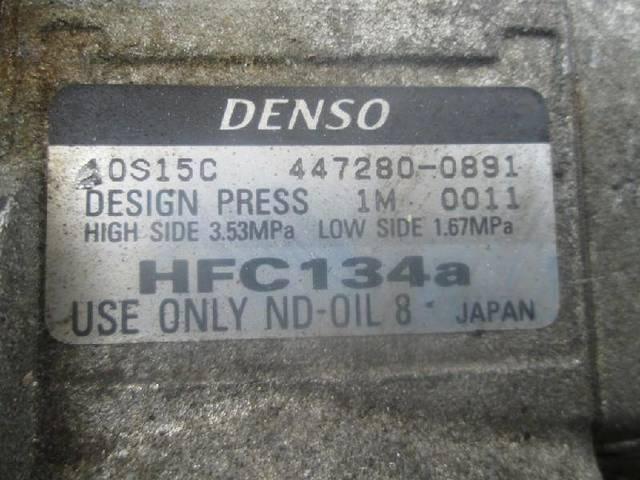 DENSO
10S15C 447280-0891
DESIGN PRESS 1M 0011
HIGH SIDE 3.53MPa LOW SIDE 1.67MPa
HFC134a
USE ONLY ND-OIL 8 JAPAN